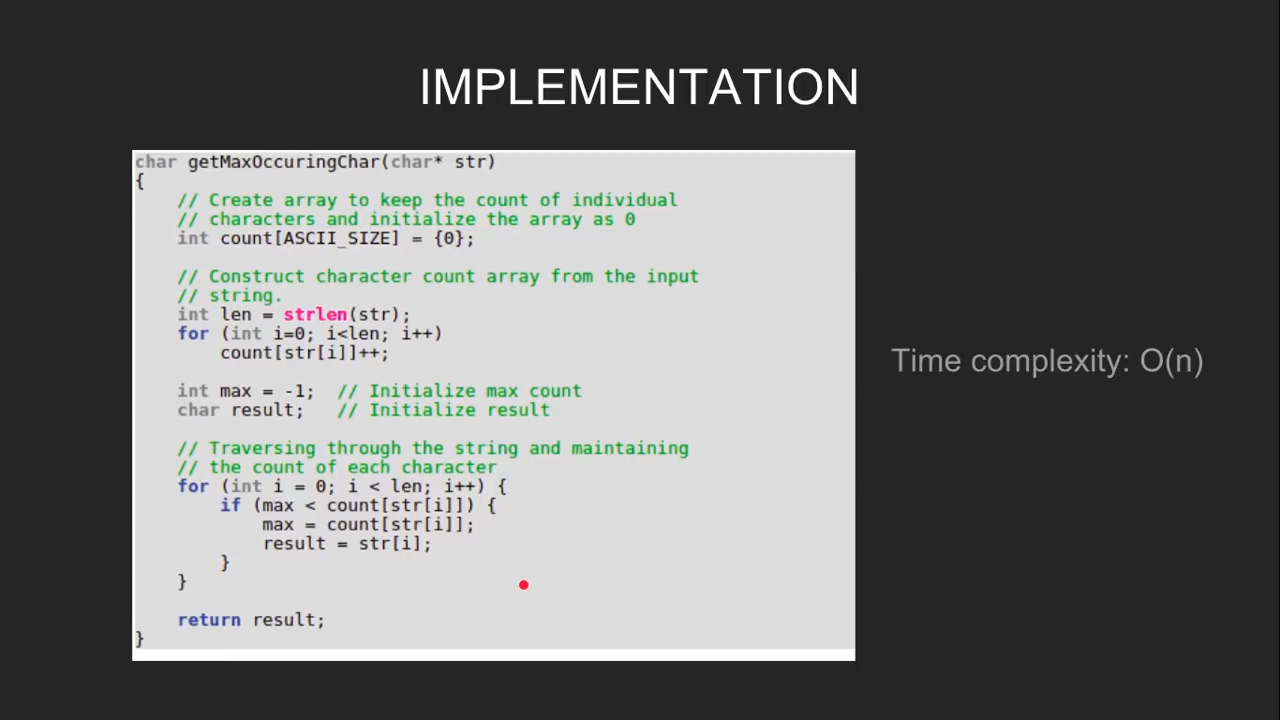 IMPLEMENTATION
char getMaxOccuringChar(char* str)
{
    // Create array to keep the count of individual
    // characters and initialize the array as 0
    int count[ASCII_SIZE] = {0};
    // Construct character count array from the input
    // string.
    int len = strlen(str);
    for (int i=0; i<len; i++)
        count[str[i]]++;
    int max = -1;  // Initialize max count
    char result;   // Initialize result
    // Traversing through the string and maintaining
    // the count of each character
    for (int i = 0; i < len; i++) {
        if (max < count[str[i]]) {
            max = count[str[i]];
            result = str[i];
        }
    }
    return result;
}
Time complexity: O(n)